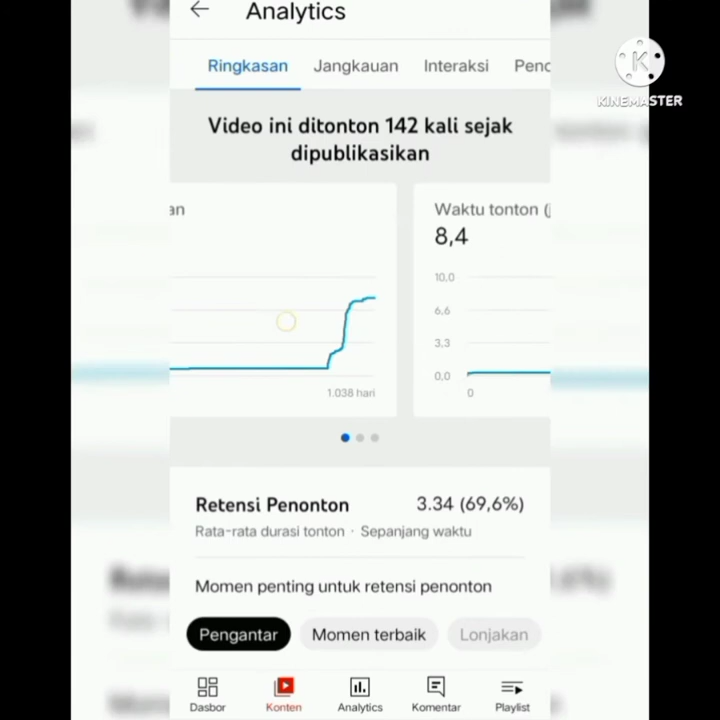 Analytics
Ringkasan Jangkauan Interaksi Penc
KINEMASTER
Video ini ditonton 142 kali sejak
dipublikasikan
an
Waktu tonton (j
8,4
10,0
6,6
3,3
0,0
1.038 hari
0
Retensi Penonton 3.34 (69,6%)
Rata-rata durasi tonton · Sepanjang waktu
Momen penting untuk retensi penonton
Pengantar Momen terbaik Lonjakan
Dasbor Konten Analytics Komentar Playlist